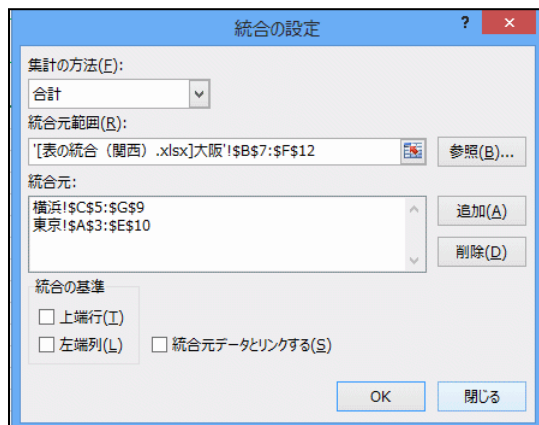 統合の設定
?
集計の方法(F):
合計
統合元範囲(R):
'[表の統合（関西）.xlsx]大阪'!$B$7:$F$12
参照(B)...
統合元:
横浜!$C$5:$G$9
東京!$A$3:$E$10
追加(A)
削除(D)
統合の基準
上端行(T)
左端列(L)
統合元データとリンクする(S)
OK
閉じる